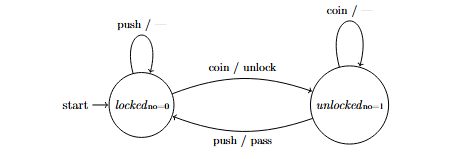 push / —
coin / —
coin / unlock
start
locked no=0
unlocked no=1
push / pass